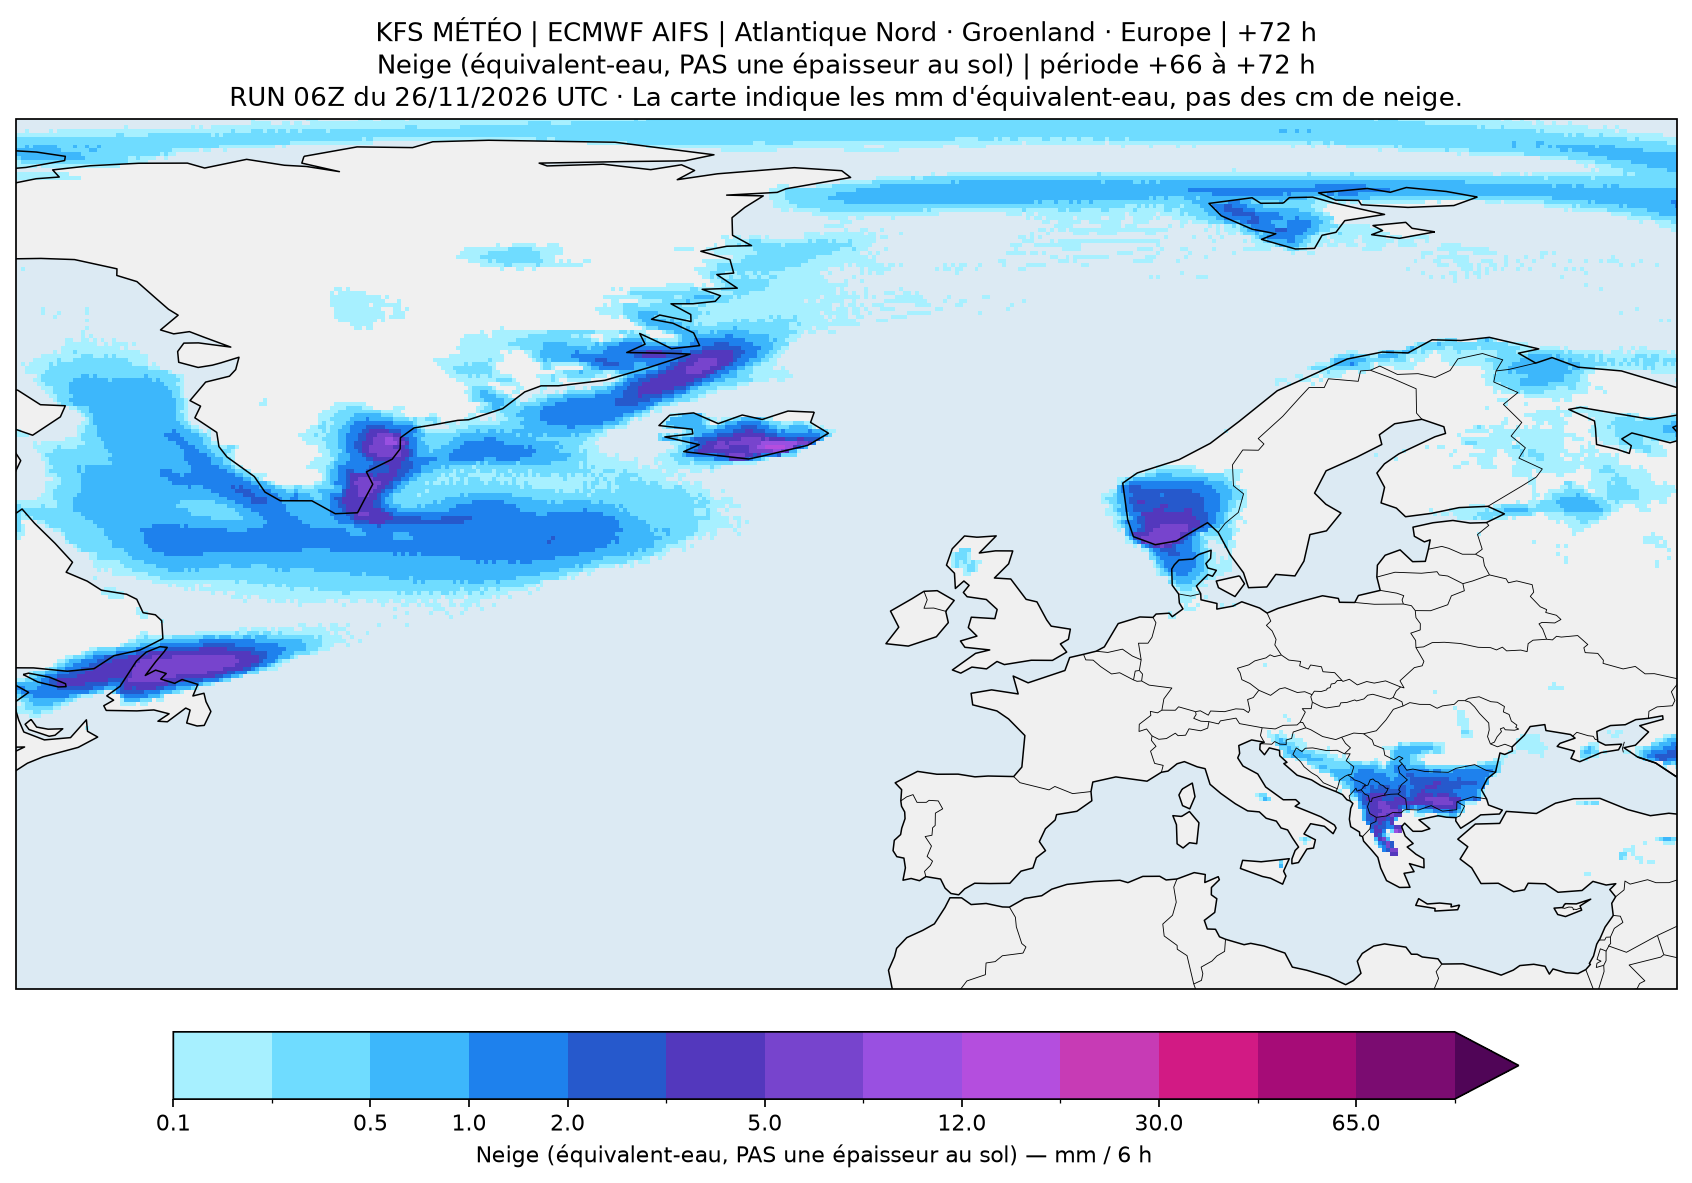 KFS MÉTÉO | ECMWF AIFS | Atlantique Nord · Groenland · Europe | +72 h
Neige (équivalent-eau, PAS une épaisseur au sol) | période +66 à +72 h
RUN 06Z du 26/11/2026 UTC · La carte indique les mm d'équivalent-eau, pas des cm de neige.
0.1 0.5 1.0 2.0 5.0 12.0 30.0 65.0
Neige (équivalent-eau, PAS une épaisseur au sol) — mm / 6 h